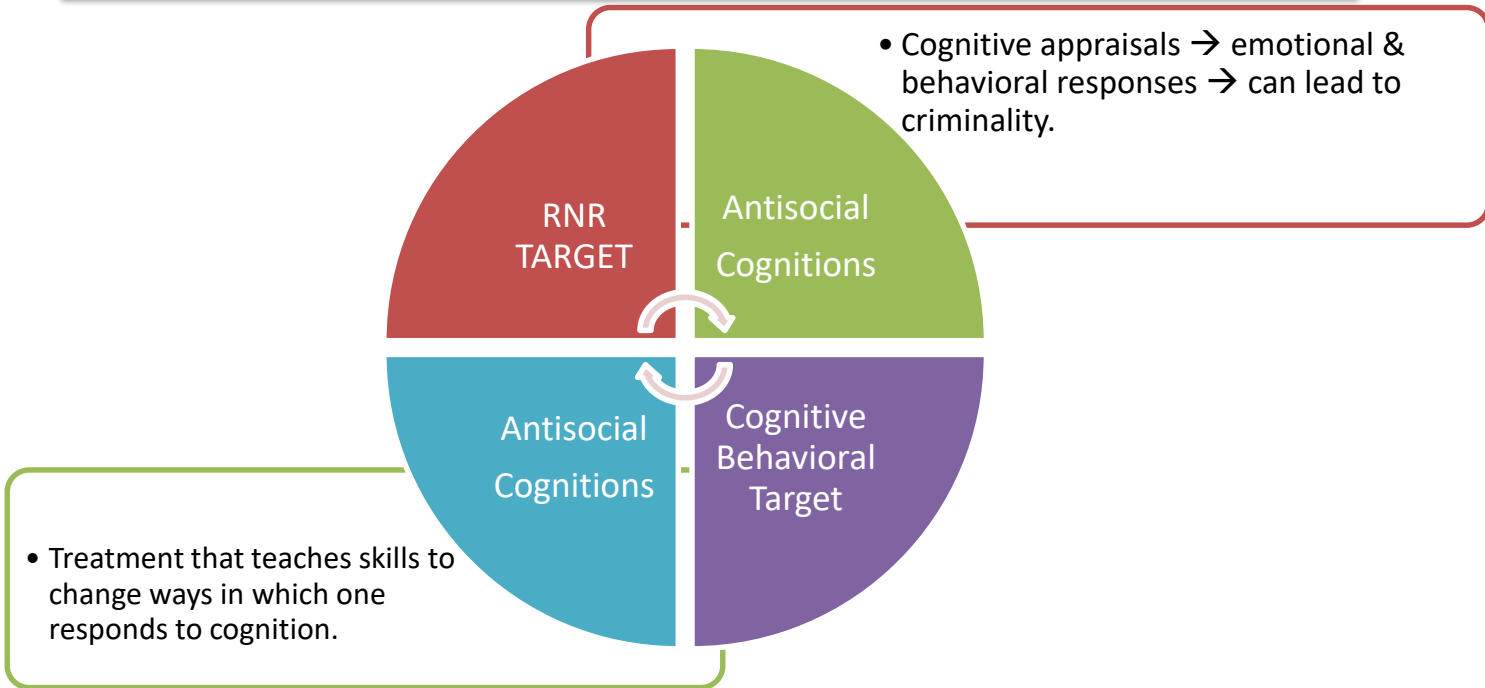 • Cognitive appraisals → emotional &
behavioral responses → can lead to
criminality.
RNR
TARGET
Antisocial
Cognitions
Antisocial
Cognitions
Cognitive
Behavioral
Target
• Treatment that teaches skills to
change ways in which one
responds to cognition.